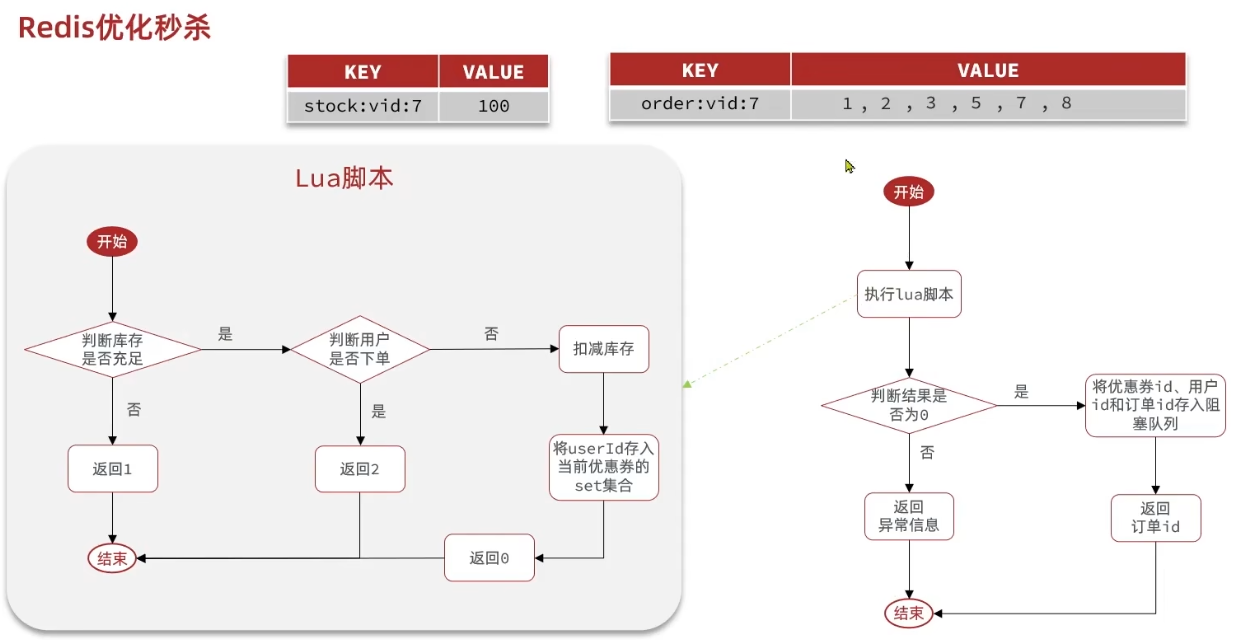 Redis优化秒杀
KEY VALUE
stock:vid:7 100
KEY VALUE
order:vid:7 1 , 2 , 3 , 5 , 7 , 8
Lua脚本
开始
判断库存
是否充足
是
判断用户
是否下单
否
扣减库存
否
返回1
是
返回2
将userId存入
当前优惠券的
set集合
返回0
结束
开始
执行lua脚本
判断结果是
否为0
是
将优惠券id、用户
id和订单id存入阻
塞队列
否
返回
异常信息
返回
订单id
结束